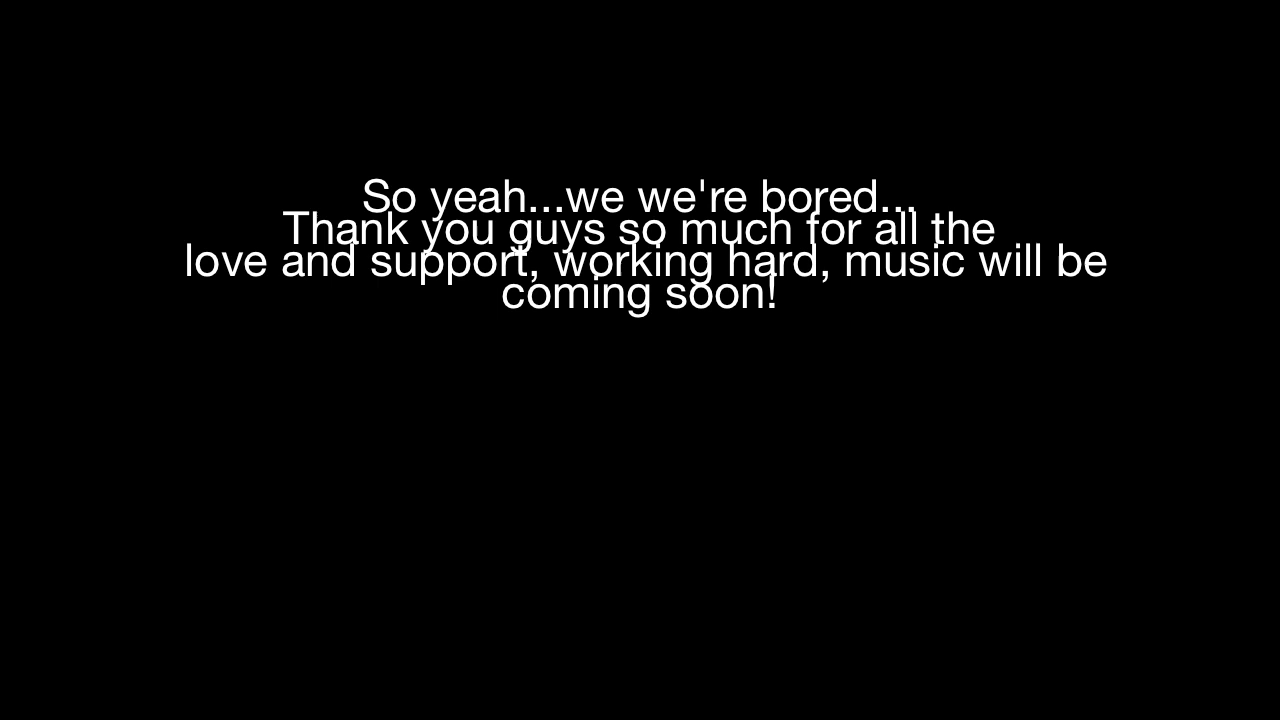 So yeah...we we're bored...
Thank you guys so much for all the
love and support, working hard, music will be
coming soon!